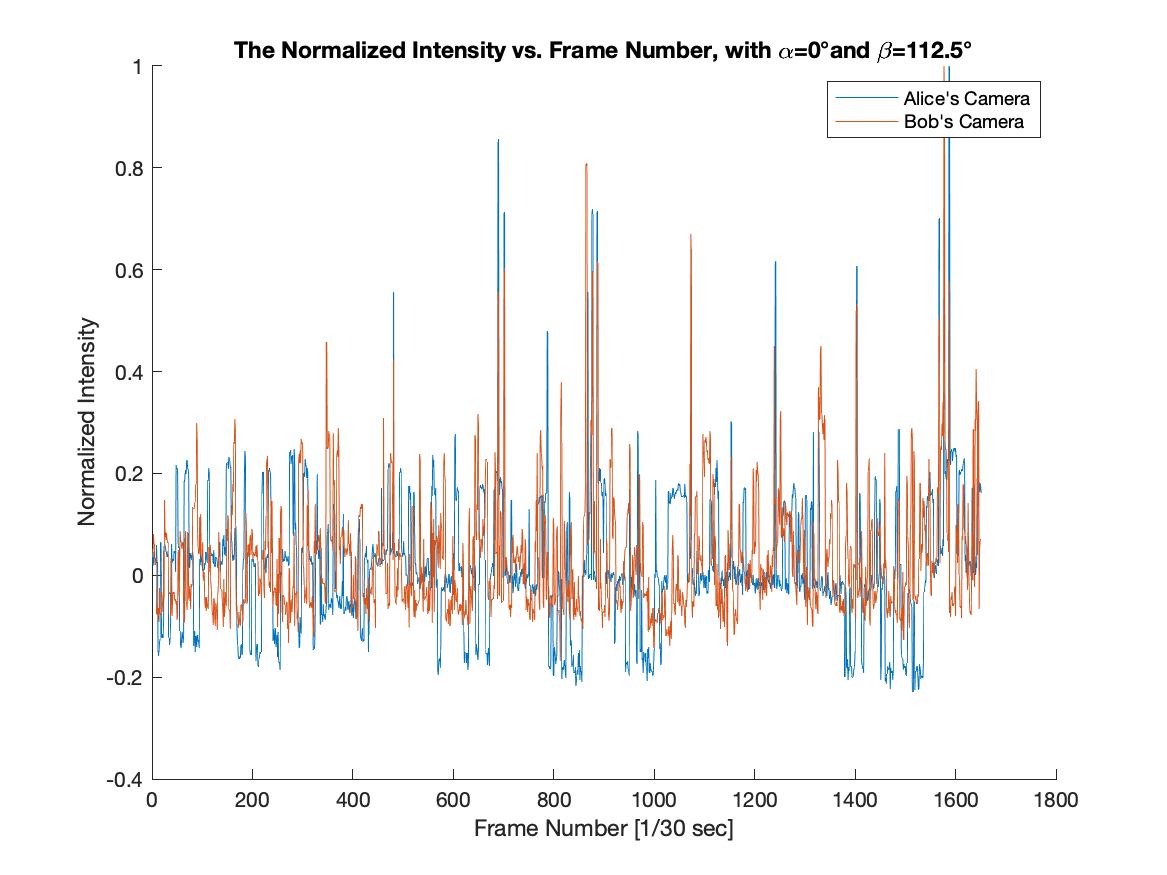 The Normalized Intensity vs. Frame Number, with α=0°and β=112.5°
Alice's Camera
Bob's Camera
Normalized Intensity
1
0.8
0.6
0.4
0.2
0
-0.2
-0.4
0 200 400 600 800 1000 1200 1400 1600 1800
Frame Number [1/30 sec]